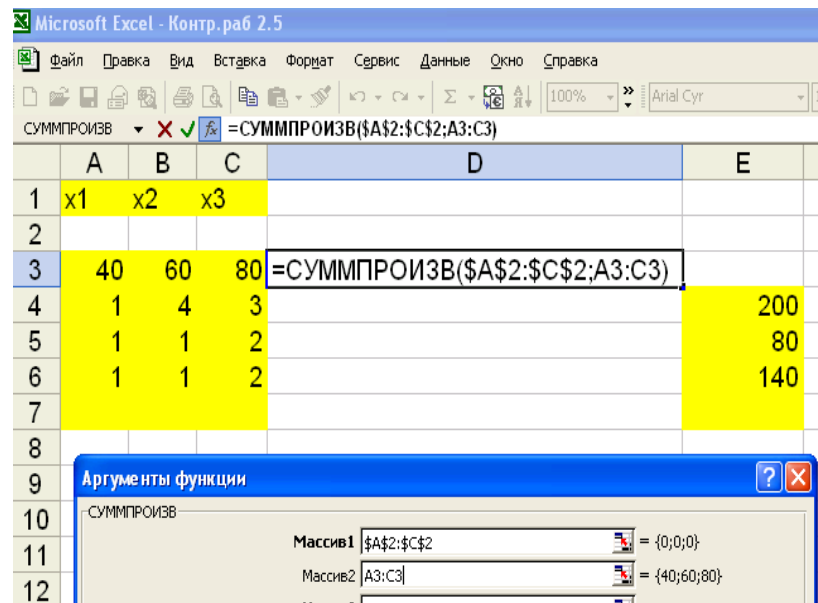 Microsoft Excel - Контр.раб 2.5
Файл Правка Вид Вставка Формат Сервис Данные Окно Справка
100% Arial Cyr
СУММПРОИЗВ =СУММПРОИЗВ($A$2:$C$2;A3:C3)
A B C D E
1 x1 x2 x3
2
3 40 60 80 =СУММПРОИЗВ($A$2:$C$2;A3:C3)
4 1 4 3 200
5 1 1 2 80
6 1 1 2 140
7
8
9 Аргументы функции
10 СУММПРОИЗВ
Массив1 $A$2:$C$2 = {0;0;0}
11
Массив2 A3:C3 = {40;60;80}
12